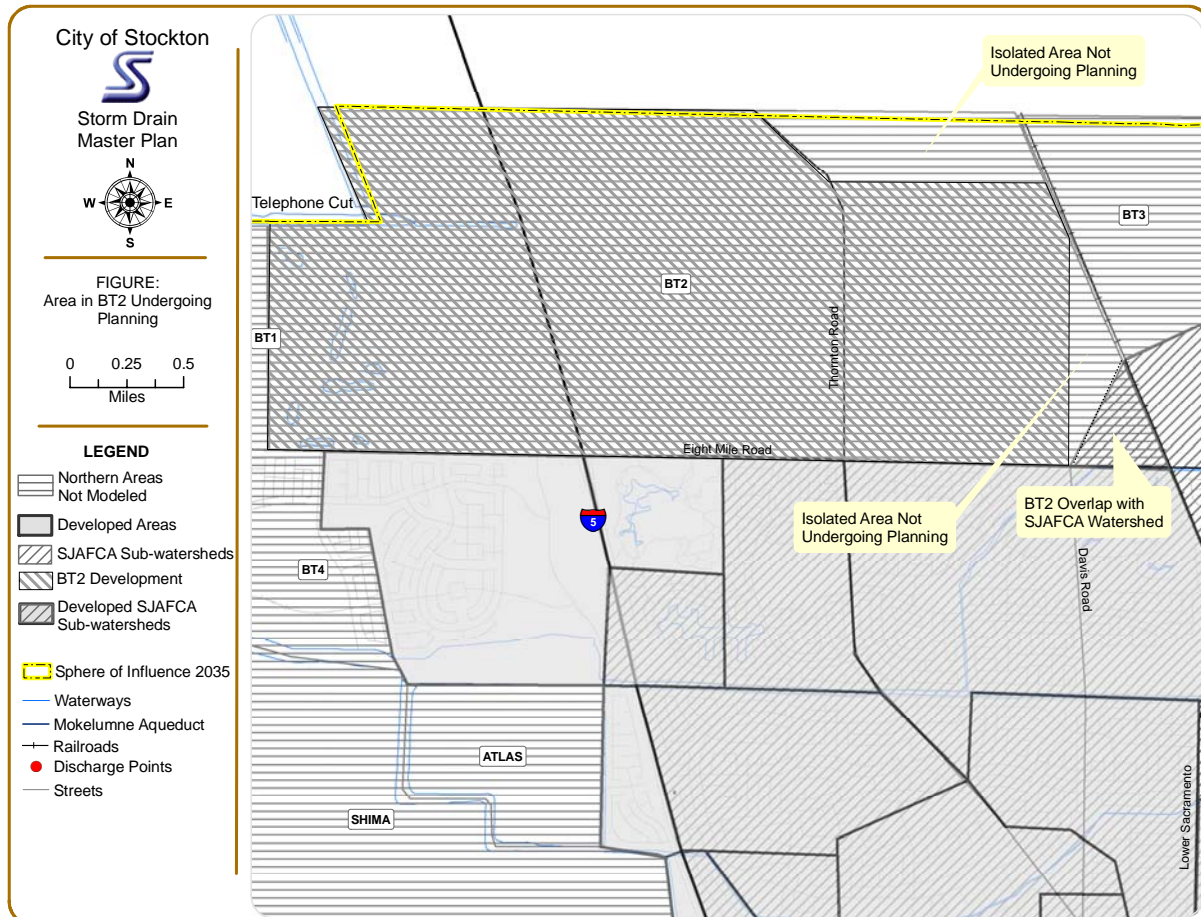 City of Stockton
Storm Drain
Master Plan
N
W
E
S
FIGURE:
Area in BT2 Undergoing
Planning
0 0.25 0.5
Miles
LEGEND
Northern Areas
Not Modeled
Developed Areas
SJAFCA Sub-watersheds
BT2 Development
Developed SJAFCA
Sub-watersheds
Sphere of Influence 2035
Waterways
Mokelumne Aqueduct
Railroads
Discharge Points
Streets
Isolated Area Not
Undergoing Planning
Telephone Cut
BT3
BT2
BT1
Thornton Road
Eight Mile Road
Isolated Area Not
Undergoing Planning
BT2 Overlap with
SJAFCA Watershed
5
BT4
Davis Road
ATLAS
SHIMA
Lower Sacramento